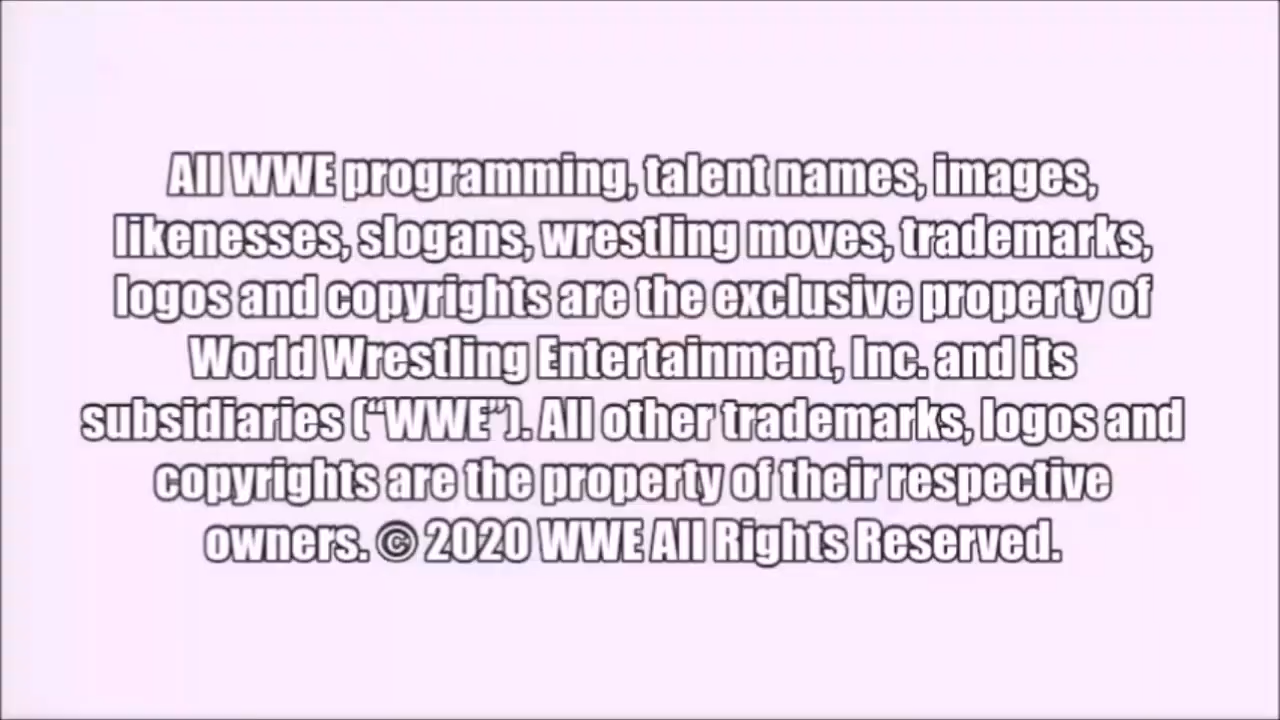 All WWE programming, talent names, images,
likenesses, slogans, wrestling moves, trademarks,
logos and copyrights are the exclusive property of
World Wrestling Entertainment, Inc. and its
subsidiaries (“WWE”). All other trademarks, logos and
copyrights are the property of their respective
owners. © 2020 WWE All Rights Reserved.